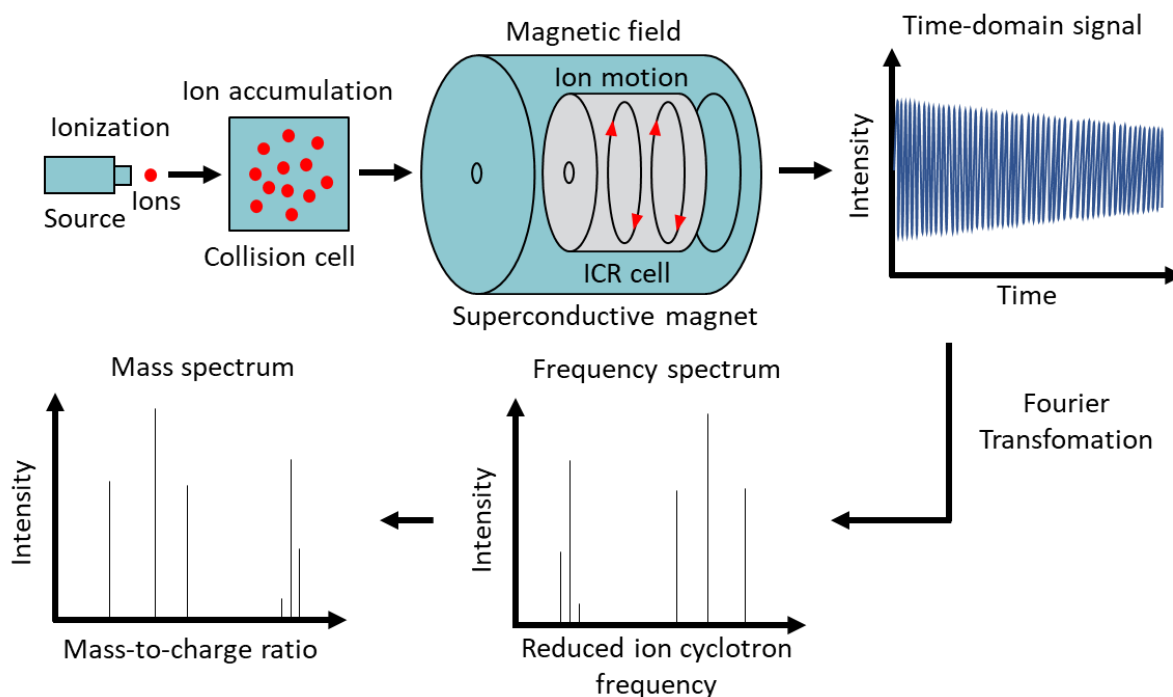 Ionization
Source
Ions
Ion accumulation
Collision cell
Magnetic field
Ion motion
ICR cell
Superconductive magnet
Time-domain signal
Intensity
Time
Fourier
Transfomation
Frequency spectrum
Intensity
Reduced ion cyclotron
frequency
Mass spectrum
Intensity
Mass-to-charge ratio